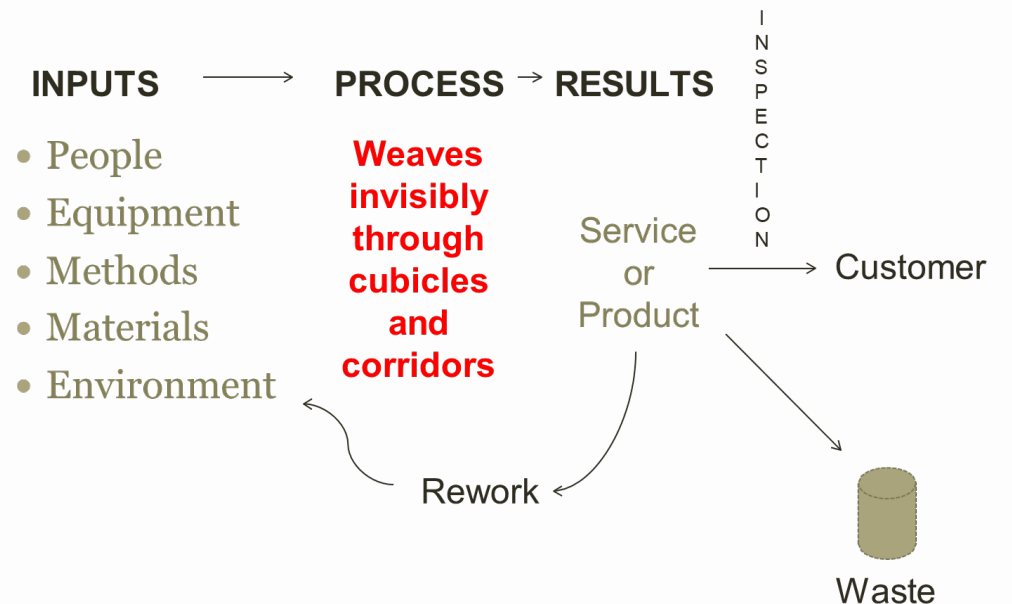 INPUTS
PROCESS
RESULTS
INSPECTION
• People
• Equipment
• Methods
• Materials
• Environment
Weaves
invisibly
through
cubicles
and
corridors
Service
or
Product
Customer
Rework
Waste